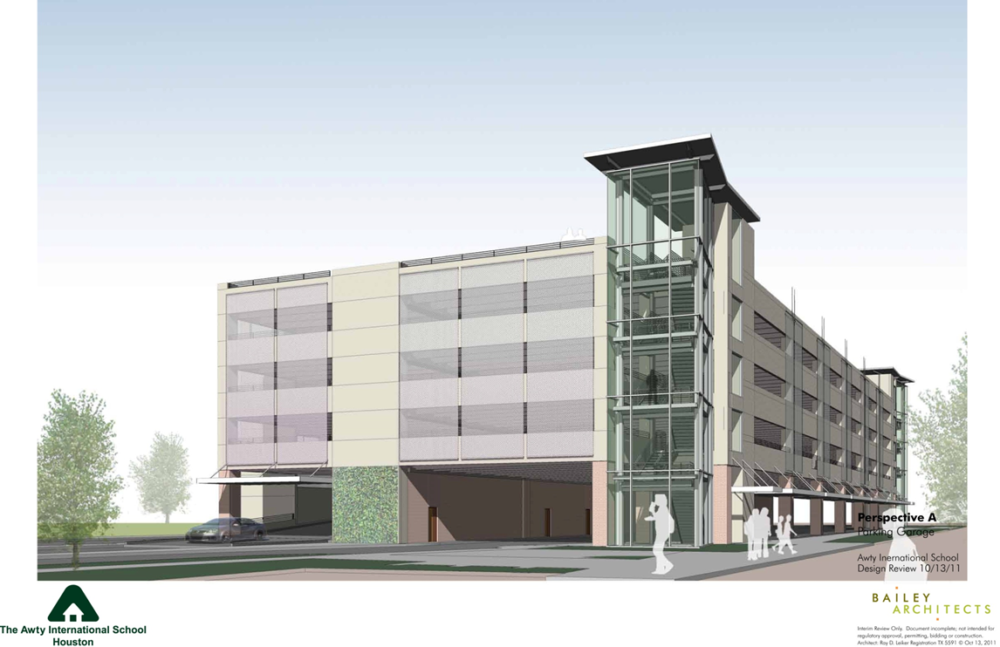 Perspective A
Parking Garage
Awty Inernational School
Design Review 10/13/11
The Awty International School
Houston
BAILEY
ARCHITECTS
Interim Review Only. Document incomplete; not intended for
regulatory approval, permitting, bidding or construction.
Architect: Ray D. Leiker Registration TX 5591 © Oct 13, 2011